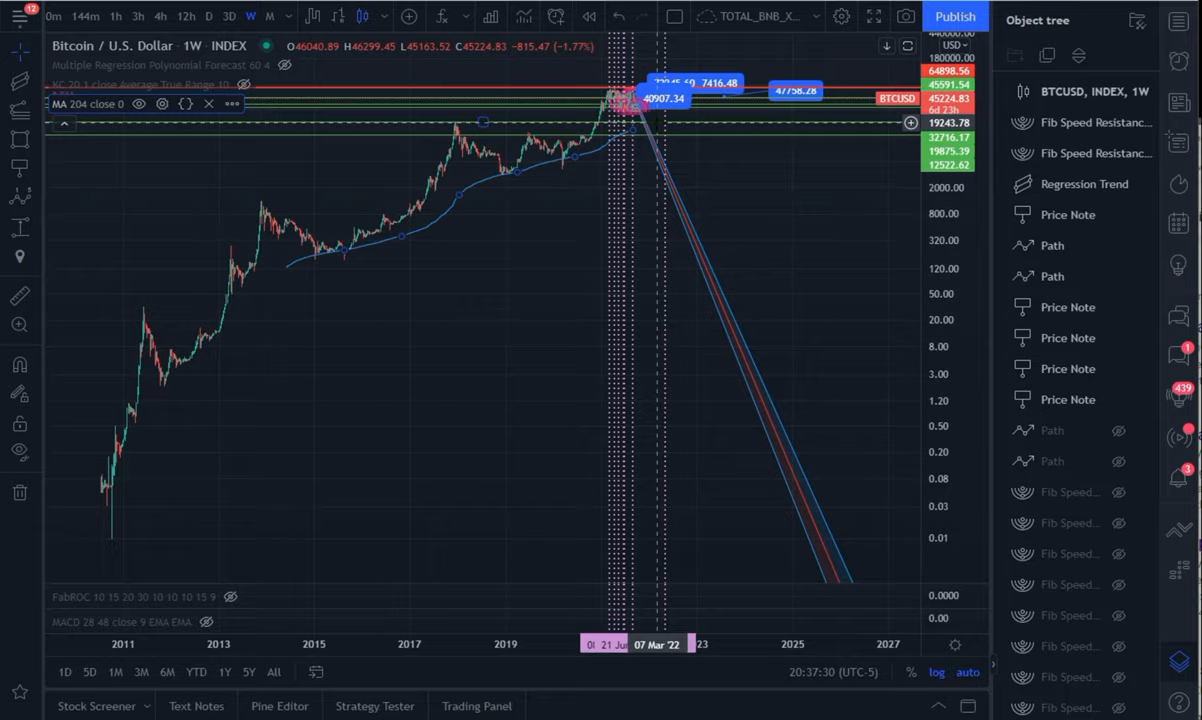 12
0m 144m 1h 3h 4h 12h D 3D W M
TOTAL_BNB_X...
Publish
Object tree
Bitcoin / U.S. Dollar · 1W · INDEX
O46040.89 H46299.45 L45163.52 C45224.83 −815.47 (−1.77%)
Multiple Regression Polynomial Forecast 60 4
KC 20 1 close Average True Range 10
MA 204 close 0
7416.48
40907.34
47758.28
USD
180000.00
64898.56
45591.54
BTCUSD
45224.83
6d 23h
19243.78
32716.17
19875.39
12522.62
2000.00
800.00
320.00
120.00
50.00
20.00
8.00
3.00
1.20
0.50
0.20
0.08
0.03
0.01
0.0000
0.00
BTCUSD, INDEX, 1W
Fib Speed Resistanc...
Fib Speed Resistanc...
Regression Trend
Price Note
Path
Path
Price Note
Price Note
Price Note
Price Note
Path
Path
Fib Speed...
Fib Speed...
Fib Speed...
Fib Speed...
Fib Speed...
Fib Speed...
Fib Speed...
Fib Speed...
1
439
3
FabROC 10 15 20 30 10 10 10 15 9
MACD 28 48 close 9 EMA EMA
2011 2013 2015 2017 2019 21 Jun 07 Mar '22 23 2025 2027
1D 5D 1M 3M 6M YTD 1Y 5Y All
20:37:30 (UTC-5) % log auto
Stock Screener Text Notes Pine Editor Strategy Tester Trading Panel